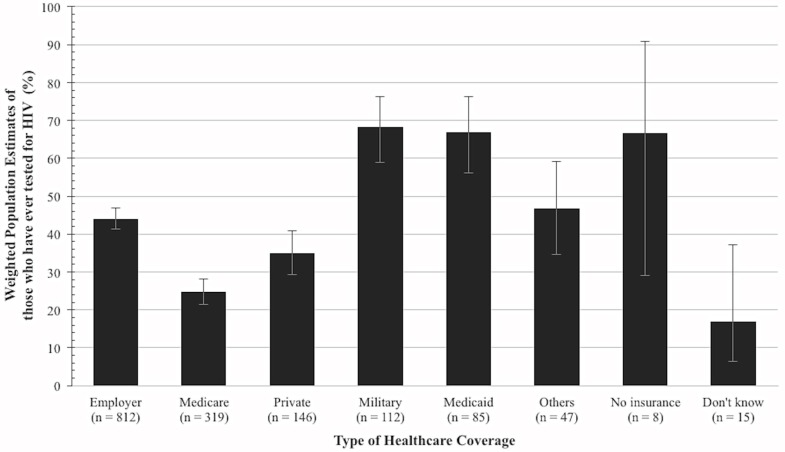 Weighted Population Estimates of
those who have ever tested for HIV (%)
100
90
80
70
60
50
40
30
20
10
0
Employer
(n = 812)
Medicare
(n = 319)
Private
(n = 146)
Military
(n = 112)
Medicaid
(n = 85)
Others
(n = 47)
No insurance
(n = 8)
Don't know
(n = 15)
Type of Healthcare Coverage